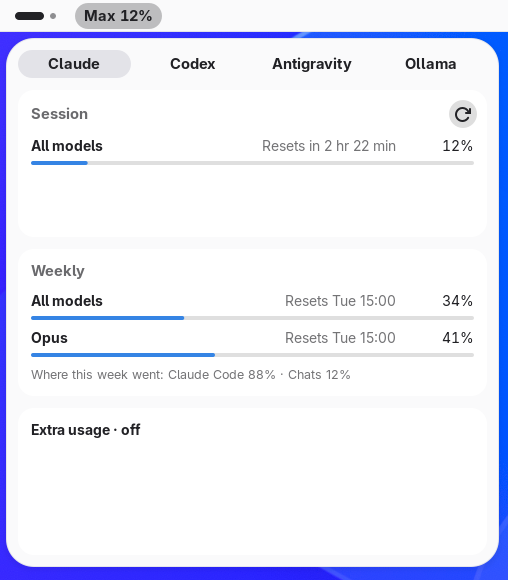 Max 12%
Claude Codex Antigravity Ollama
Session
All models Resets in 2 hr 22 min 12%
Weekly
All models Resets Tue 15:00 34%
Opus Resets Tue 15:00 41%
Where this week went: Claude Code 88% · Chats 12%
Extra usage · off